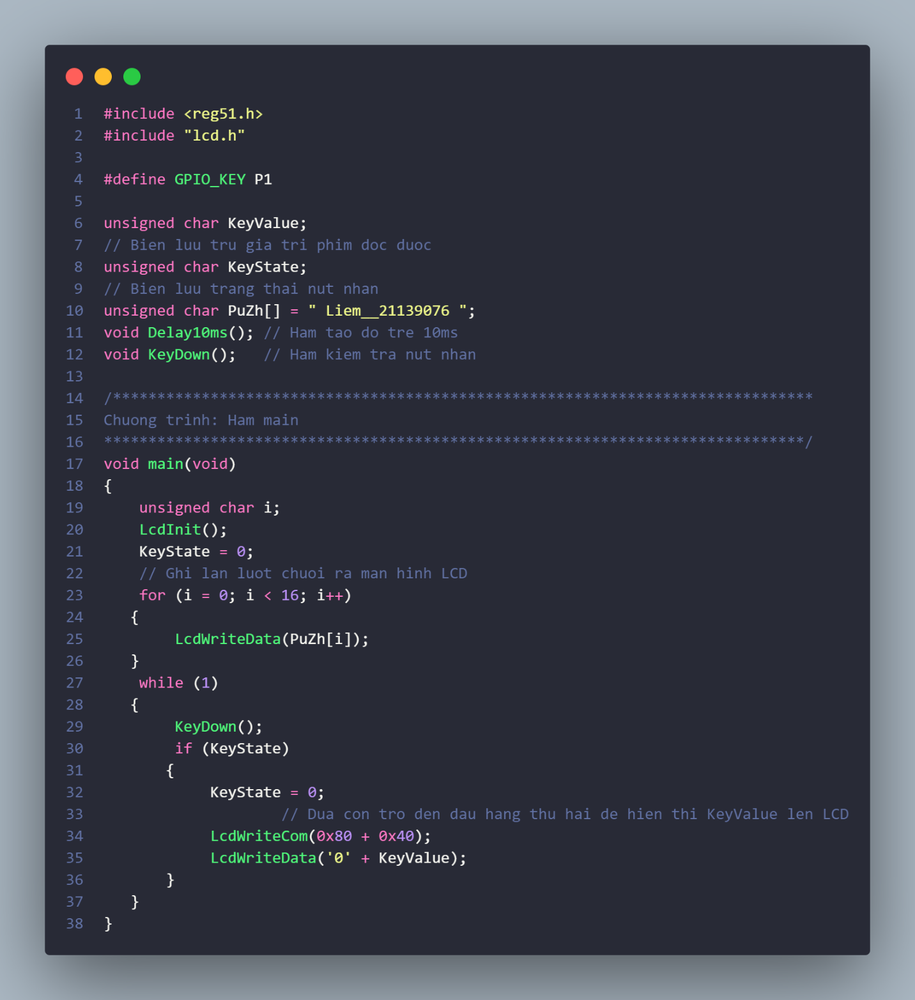 1 #include <reg51.h>
2 #include "lcd.h"
3
4 #define GPIO_KEY P1
5
6 unsigned char KeyValue;
7 // Bien luu tru gia tri phim doc duoc
8 unsigned char KeyState;
9 // Bien luu trang thai nut nhan
10 unsigned char PuZh[] = " Liem__21139076 ";
11 void Delay10ms(); // Ham tao do tre 10ms
12 void KeyDown();   // Ham kiem tra nut nhan
13
14 /*******************************************************************************
15 Chuong trinh: Ham main
16 *******************************************************************************/
17 void main(void)
18 {
19     unsigned char i;
20     LcdInit();
21     KeyState = 0;
22     // Ghi lan luot chuoi ra man hinh LCD
23     for (i = 0; i < 16; i++)
24    {
25         LcdWriteData(PuZh[i]);
26    }
27     while (1)
28    {
29         KeyDown();
30         if (KeyState)
31        {
32             KeyState = 0;
33                     // Dua con tro den dau hang thu hai de hien thi KeyValue len LCD
34             LcdWriteCom(0x80 + 0x40);
35             LcdWriteData('0' + KeyValue);
36        }
37    }
38 }